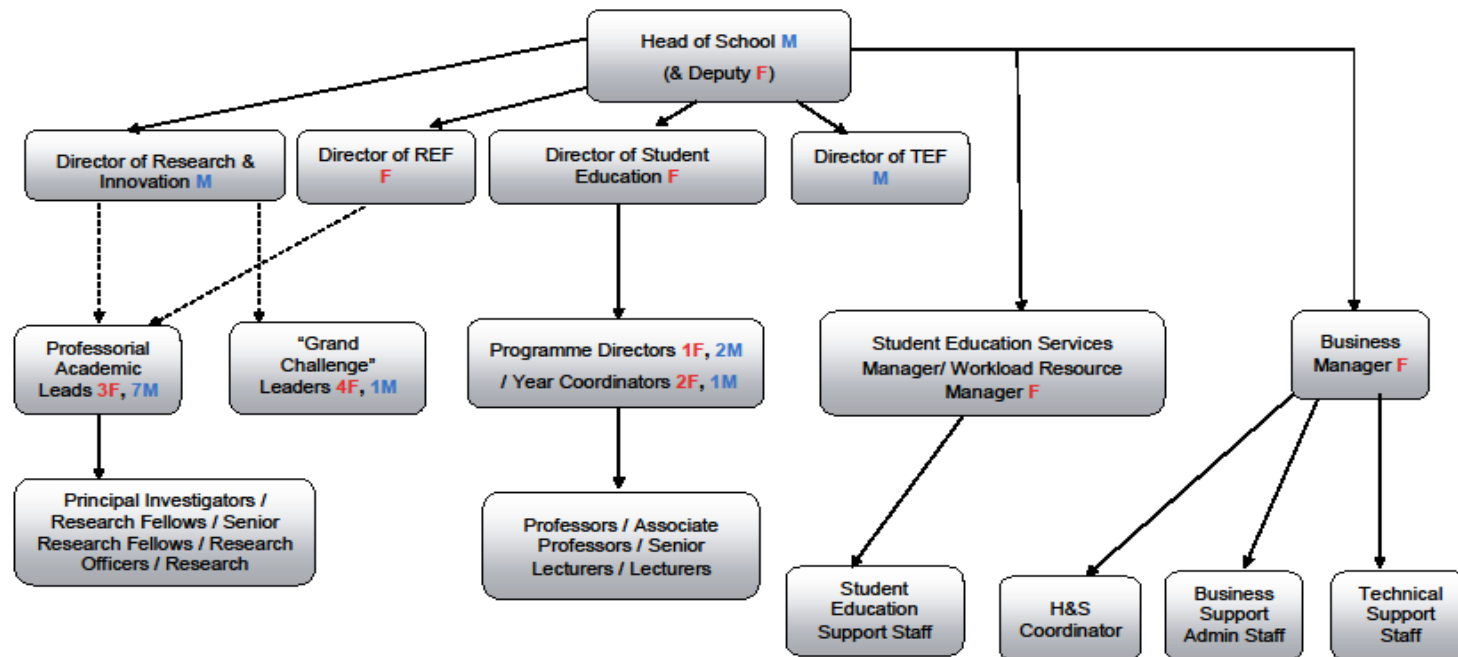 Head of School M
(& Deputy F)
Director of Research &
Innovation M
Director of REF
F
Director of Student
Education F
Director of TEF
M
Professorial
Academic
Leads 3F, 7M
“Grand
Challenge”
Leaders 4F, 1M
Programme Directors 1F, 2M
/ Year Coordinators 2F, 1M
Student Education Services
Manager/ Workload Resource
Manager F
Business
Manager F
Principal Investigators /
Research Fellows / Senior
Research Fellows / Research
Officers / Research
Professors / Associate
Professors / Senior
Lecturers / Lecturers
Student
Education
Support Staff
H&S
Coordinator
Business
Support
Admin Staff
Technical
Support
Staff